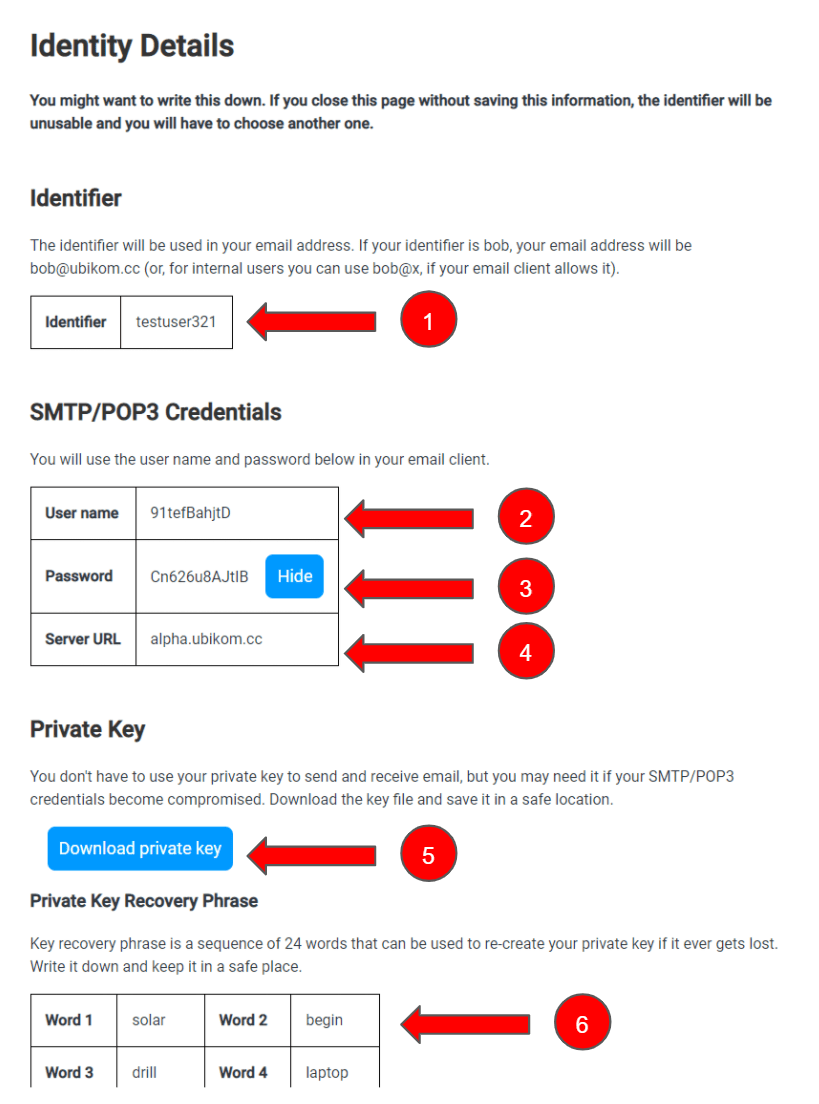 Identity Details
You might want to write this down. If you close this page without saving this information, the identifier will be
unusable and you will have to choose another one.
Identifier
The identifier will be used in your email address. If your identifier is bob, your email address will be
bob@ubikom.cc (or, for internal users you can use bob@x, if your email client allows it).
Identifier testuser321 1
SMTP/POP3 Credentials
You will use the user name and password below in your email client.
User name 91tefBahjtD 2
Password Cn626u8AJtIB Hide 3
Server URL alpha.ubikom.cc 4
Private Key
You don't have to use your private key to send and receive email, but you may need it if your SMTP/POP3
credentials become compromised. Download the key file and save it in a safe location.
Download private key 5
Private Key Recovery Phrase
Key recovery phrase is a sequence of 24 words that can be used to re-create your private key if it ever gets lost.
Write it down and keep it in a safe place.
Word 1 solar Word 2 begin 6
Word 3 drill Word 4 laptop